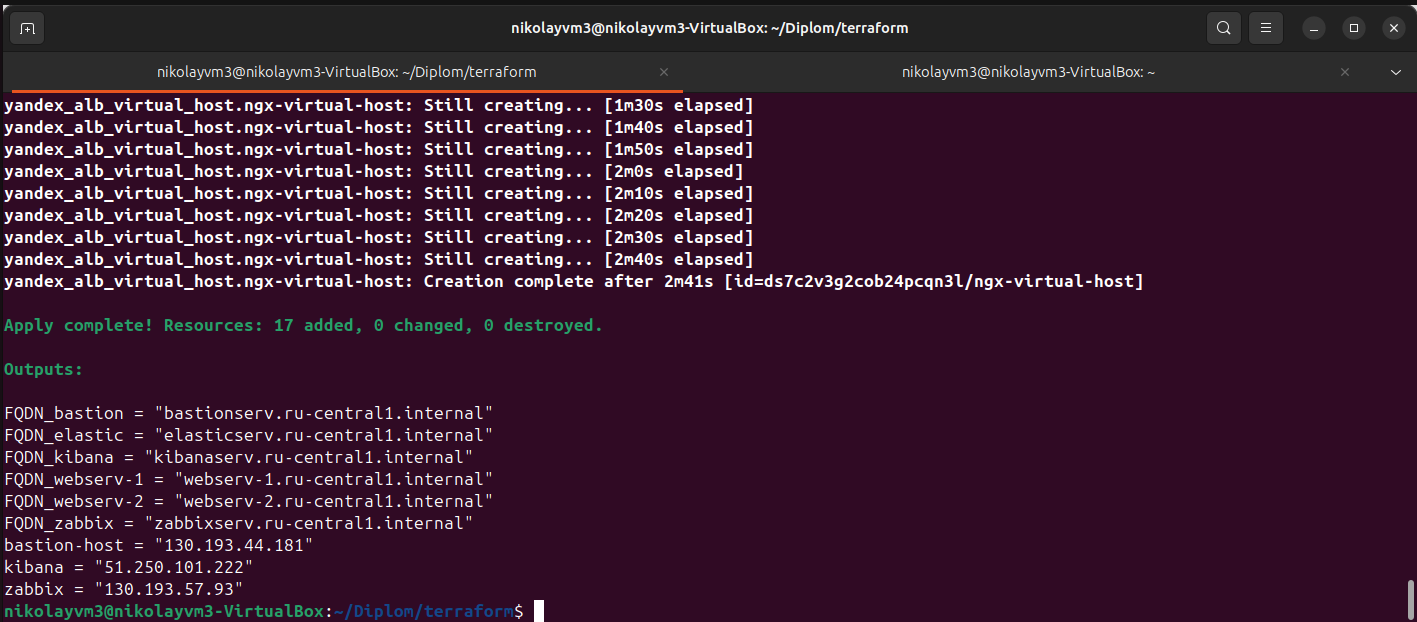 nikolayvm3@nikolayvm3-VirtualBox: ~/Diplom/terraform
nikolayvm3@nikolayvm3-VirtualBox: ~/Diplom/terraform
nikolayvm3@nikolayvm3-VirtualBox: ~
yandex_alb_virtual_host.ngx-virtual-host: Still creating... [1m30s elapsed]
yandex_alb_virtual_host.ngx-virtual-host: Still creating... [1m40s elapsed]
yandex_alb_virtual_host.ngx-virtual-host: Still creating... [1m50s elapsed]
yandex_alb_virtual_host.ngx-virtual-host: Still creating... [2m0s elapsed]
yandex_alb_virtual_host.ngx-virtual-host: Still creating... [2m10s elapsed]
yandex_alb_virtual_host.ngx-virtual-host: Still creating... [2m20s elapsed]
yandex_alb_virtual_host.ngx-virtual-host: Still creating... [2m30s elapsed]
yandex_alb_virtual_host.ngx-virtual-host: Still creating... [2m40s elapsed]
yandex_alb_virtual_host.ngx-virtual-host: Creation complete after 2m41s [id=ds7c2v3g2cob24pcqn3l/ngx-virtual-host]
Apply complete! Resources: 17 added, 0 changed, 0 destroyed.
Outputs:
FQDN_bastion = "bastionserv.ru-central1.internal"
FQDN_elastic = "elasticserv.ru-central1.internal"
FQDN_kibana = "kibanaserv.ru-central1.internal"
FQDN_webserv-1 = "webserv-1.ru-central1.internal"
FQDN_webserv-2 = "webserv-2.ru-central1.internal"
FQDN_zabbix = "zabbixserv.ru-central1.internal"
bastion-host = "130.193.44.181"
kibana = "51.250.101.222"
zabbix = "130.193.57.93"
nikolayvm3@nikolayvm3-VirtualBox:~/Diplom/terraform$